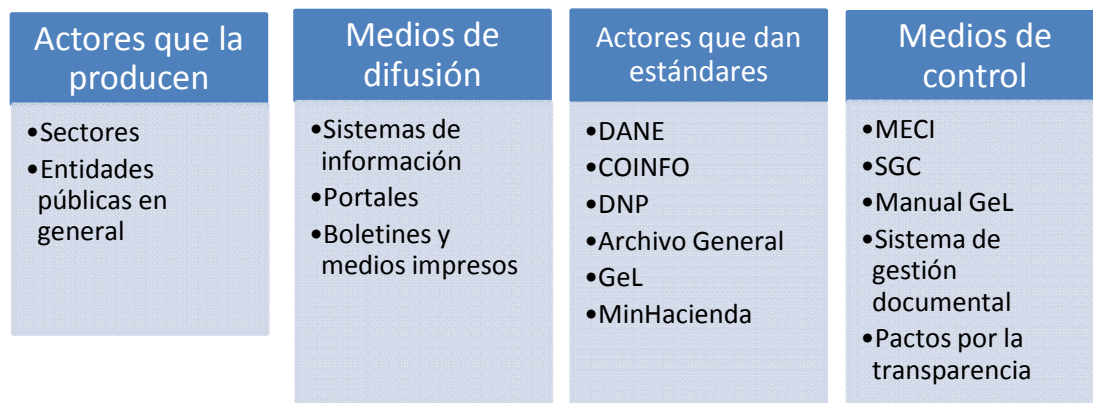 Actores que la
producen
•Sectores
•Entidades
públicas en
general
Medios de
difusión
•Sistemas de
información
•Portales
•Boletines y
medios impresos
Actores que dan
estándares
•DANE
•COINFO
•DNP
•Archivo General
•GeL
•MinHacienda
Medios de
control
•MECI
•SGC
•Manual GeL
•Sistema de
gestión
documental
•Pactos por la
transparencia